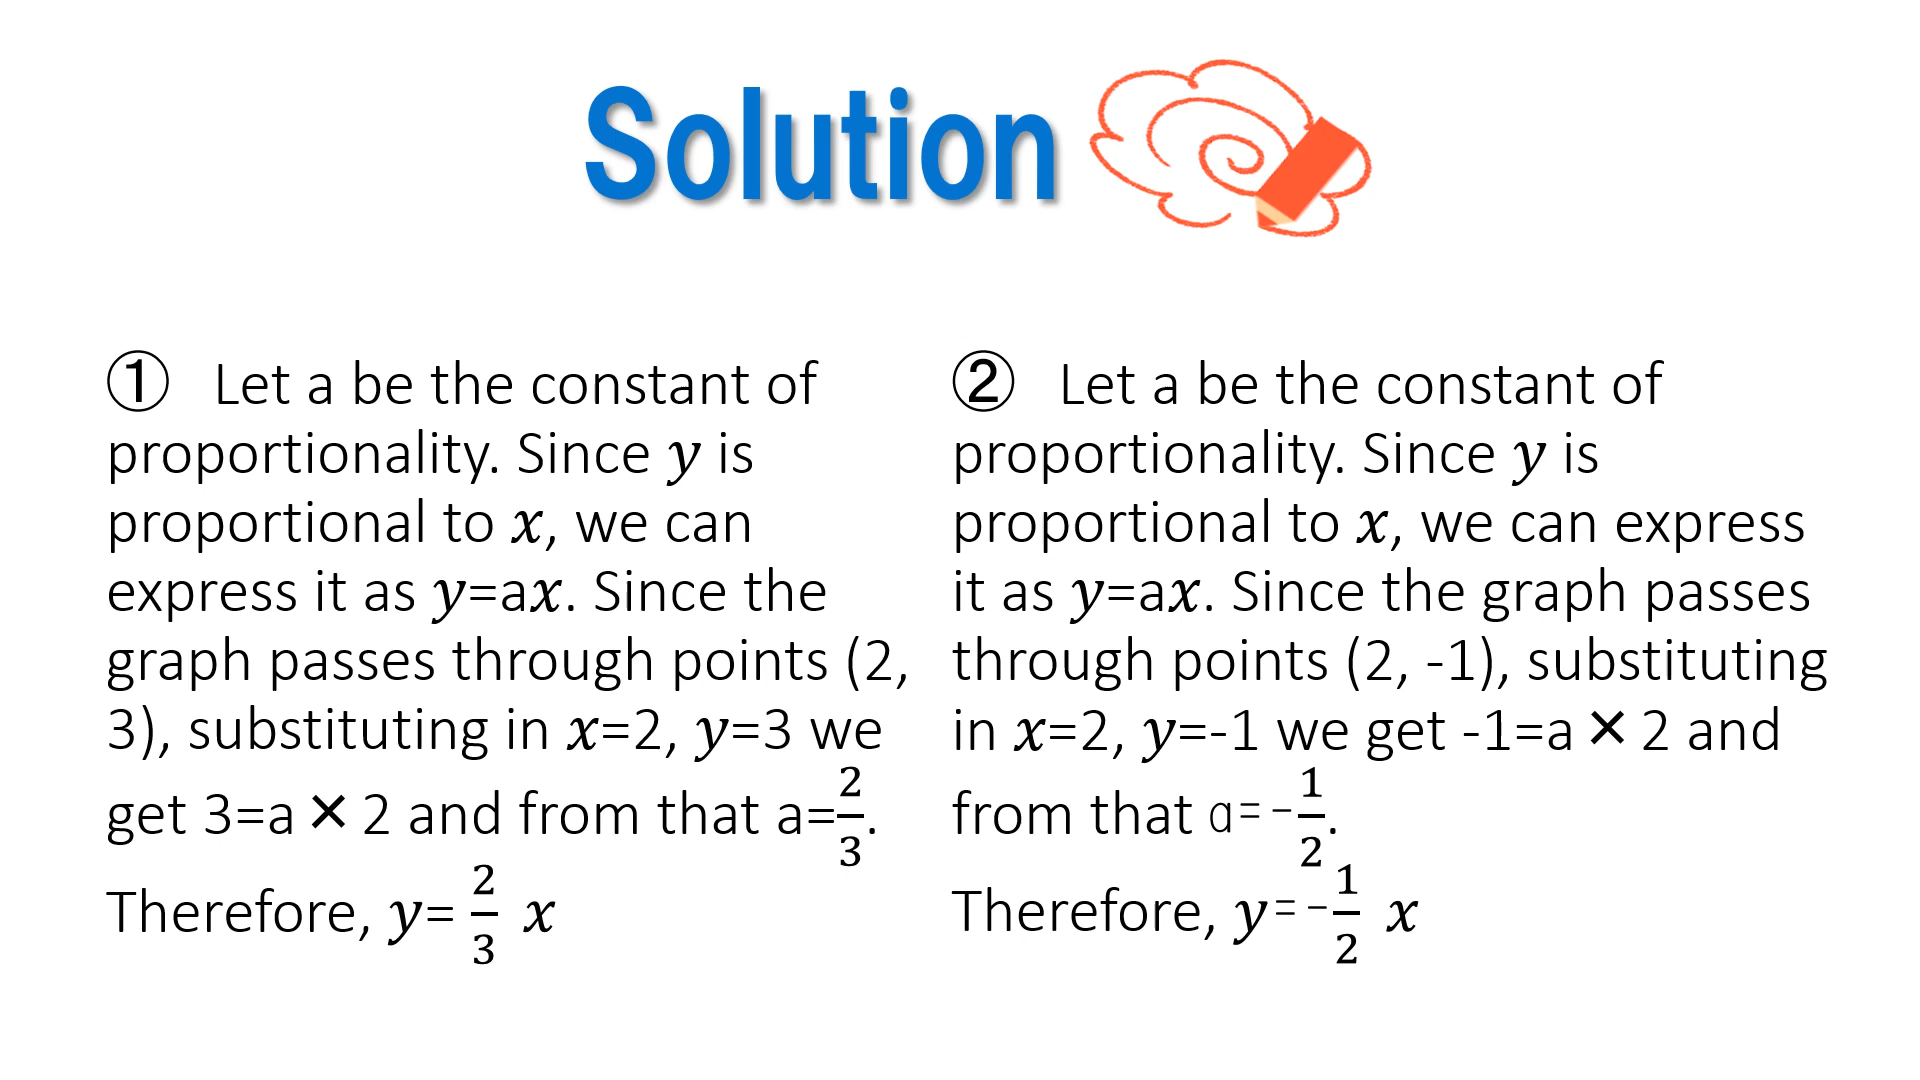 Solution
① Let a be the constant of
proportionality. Since y is
proportional to x, we can
express it as y=ax. Since the
graph passes through points (2,
3), substituting in x=2, y=3 we
get 3=a × 2 and from that a=2/3.
Therefore, y= 2/3 x
② Let a be the constant of
proportionality. Since y is
proportional to x, we can express
it as y=ax. Since the graph passes
through points (2, -1), substituting
in x=2, y=-1 we get -1=a × 2 and
from that a= -1/2.
Therefore, y= -1/2 x